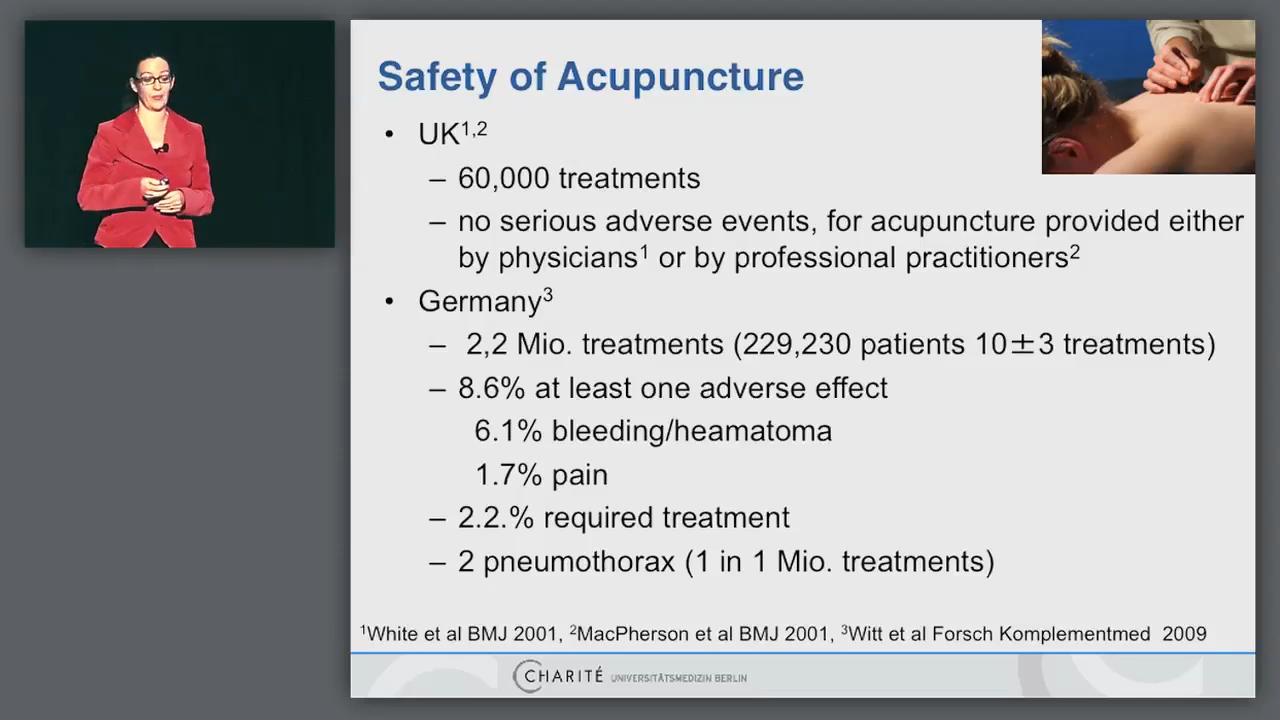 Safety of Acupuncture
• UK1,2
– 60,000 treatments
– no serious adverse events, for acupuncture provided either
by physicians1 or by professional practitioners2
• Germany3
– 2,2 Mio. treatments (229,230 patients 10±3 treatments)
– 8.6% at least one adverse effect
6.1% bleeding/heamatoma
1.7% pain
– 2.2.% required treatment
– 2 pneumothorax (1 in 1 Mio. treatments)
1White et al BMJ 2001, 2MacPherson et al BMJ 2001, 3Witt et al Forsch Komplementmed 2009
CHARITÉ UNIVERSITÄTSMEDIZIN BERLIN